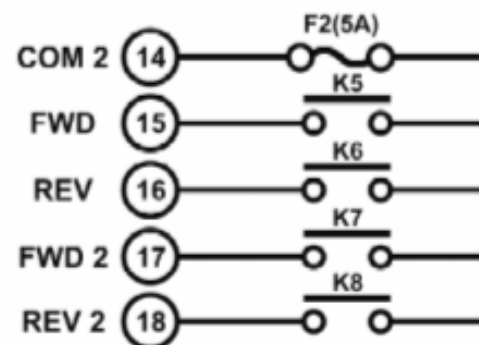 F2(5A)
COM 2 14
K5
FWD 15
K6
REV 16
K7
FWD 2 17
K8
REV 2 18